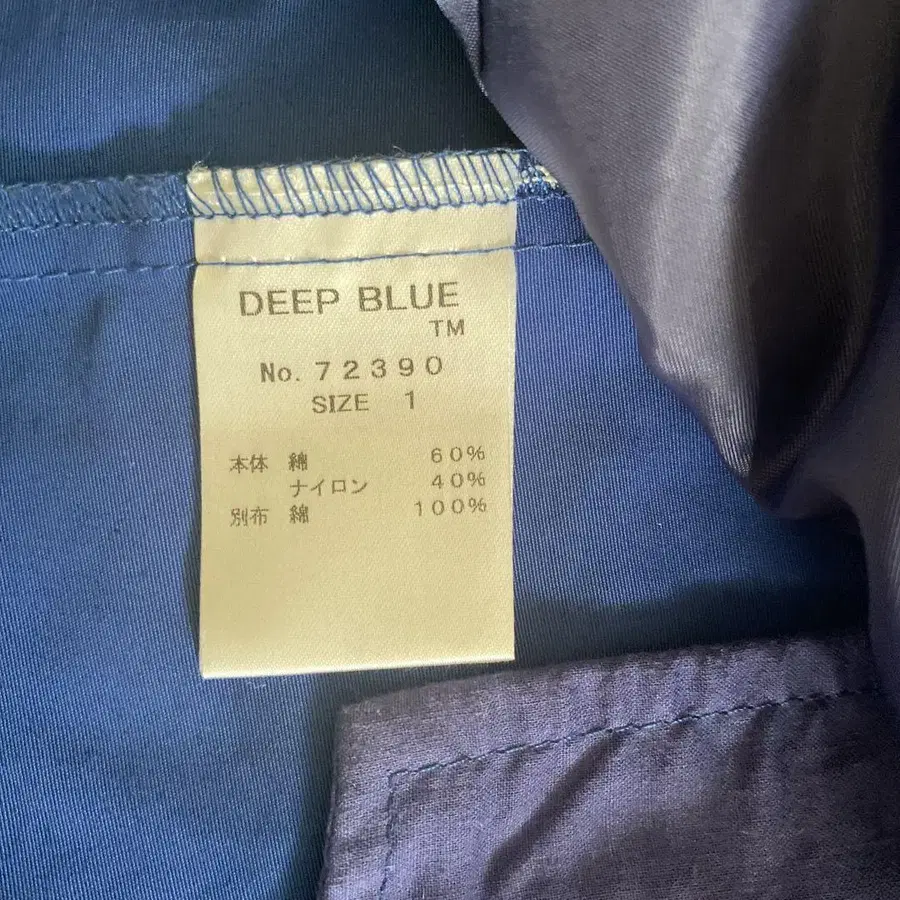 DEEP BLUE
TM
No. 72390
SIZE 1
本体 綿 60%
ナイロン 40%
別布 綿 100%